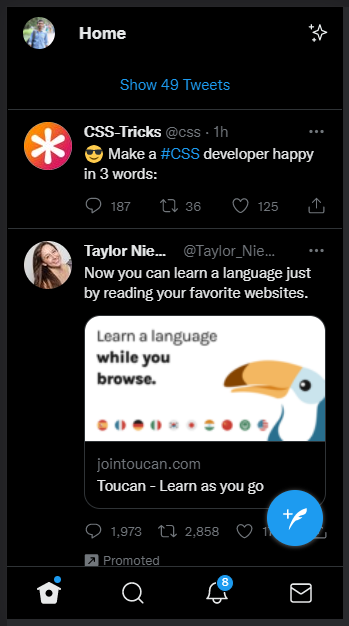 Home
Show 49 Tweets
CSS-Tricks @css · 1h
😎 Make a #CSS developer happy
in 3 words:
187 36 125
Taylor Nie... @Taylor_Nie...
Now you can learn a language just
by reading your favorite websites.
Learn a language
while you
browse.
jointoucan.com
Toucan - Learn as you go
1,973 2,858
Promoted
8